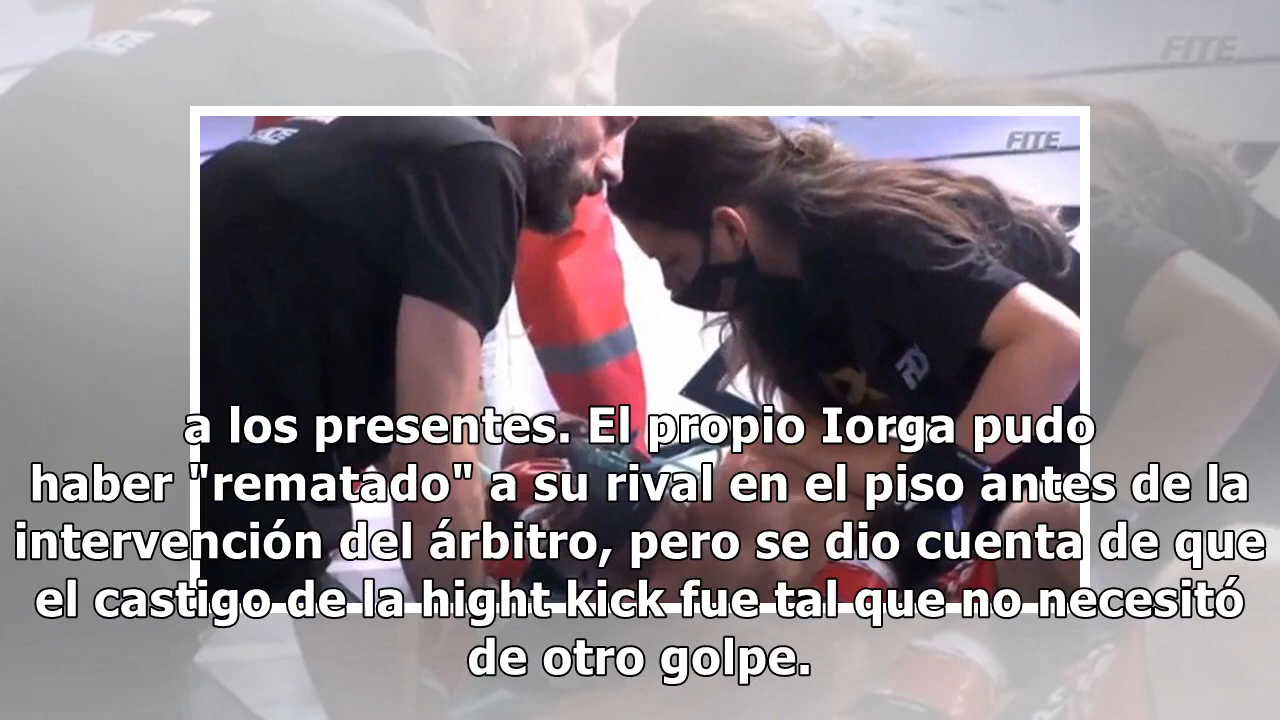 FITE
FITE
a los presentes. El propio Iorga pudo
haber "rematado" a su rival en el piso antes de la
intervención del árbitro, pero se dio cuenta de que
el castigo de la hight kick fue tal que no necesitó
de otro golpe.